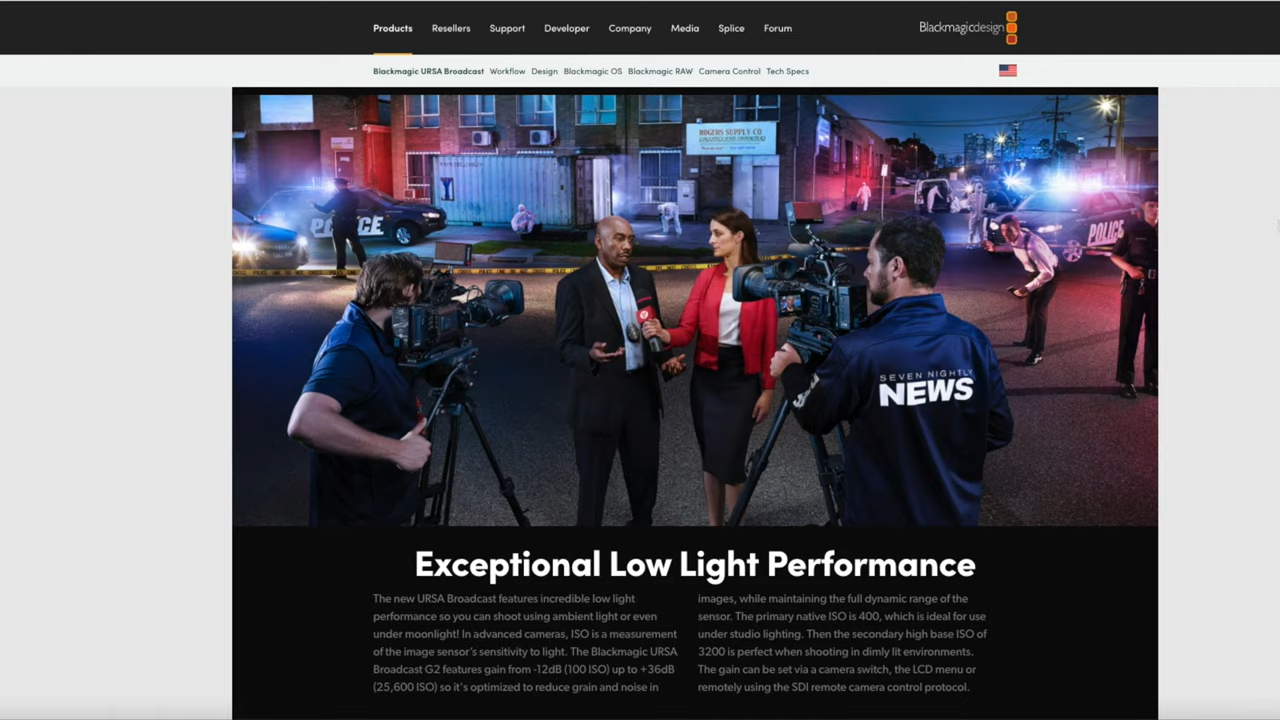 Products Resellers Support Developer Company Media Splice Forum
Blackmagicdesign
Blackmagic URSA Broadcast Workflow Design Blackmagic OS Blackmagic RAW Camera Control Tech Specs
ROGERS SUPPLY CO
POLICE
POLICE
SEVEN NIGHTLY
NEWS
Exceptional Low Light Performance
The new URSA Broadcast features incredible low light
performance so you can shoot using ambient light or even
under moonlight! In advanced cameras, ISO is a measurement
of the image sensor's sensitivity to light. The Blackmagic URSA
Broadcast G2 features gain from -12dB (100 ISO) up to +36dB
(25,600 ISO) so it's optimized to reduce grain and noise in
images, while maintaining the full dynamic range of the
sensor. The primary native ISO is 400, which is ideal for use
under studio lighting. Then the secondary high base ISO of
3200 is perfect when shooting in dimly lit environments.
The gain can be set via a camera switch, the LCD menu or
remotely using the SDI remote camera control protocol.